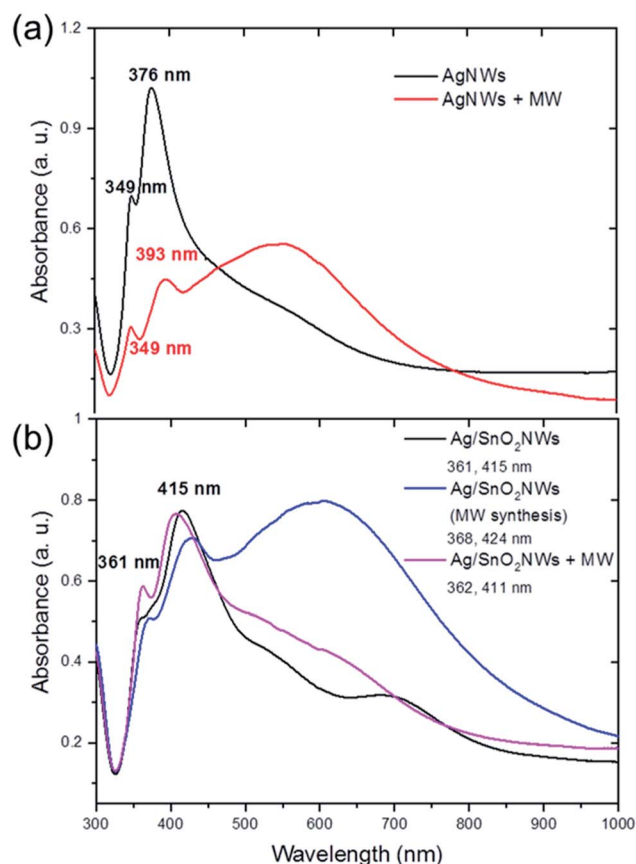 (a)
1.2
376 nm
AgNWs
AgNWs + MW
0.9
349 nm
0.6
393 nm
0.3
349 nm
Absorbance (a. u.)
(b)
1
Ag/SnO₂NWs
361, 415 nm
415 nm
Ag/SnO₂NWs
0.8
(MW synthesis)
368, 424 nm
361 nm
Ag/SnO₂NWs + MW
362, 411 nm
0.6
0.4
0.2
Absorbance (a. u.)
300 400 500 600 700 800 900 1000
Wavelength (nm)